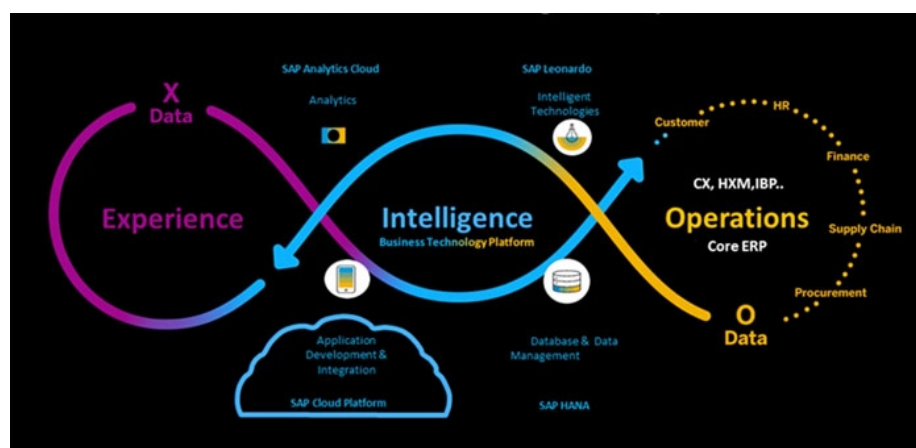 X
Data
Experience
SAP Analytics Cloud
Analytics
SAP Leonardo
Intelligent
Technologies
Intelligence
Business Technology Platform
Application
Development &
Integration
SAP Cloud Platform
Database & Data
Management
SAP HANA
Customer
HR
Finance
Supply Chain
Procurement
CX, HXM,IBP..
Operations
Core ERP
O
Data